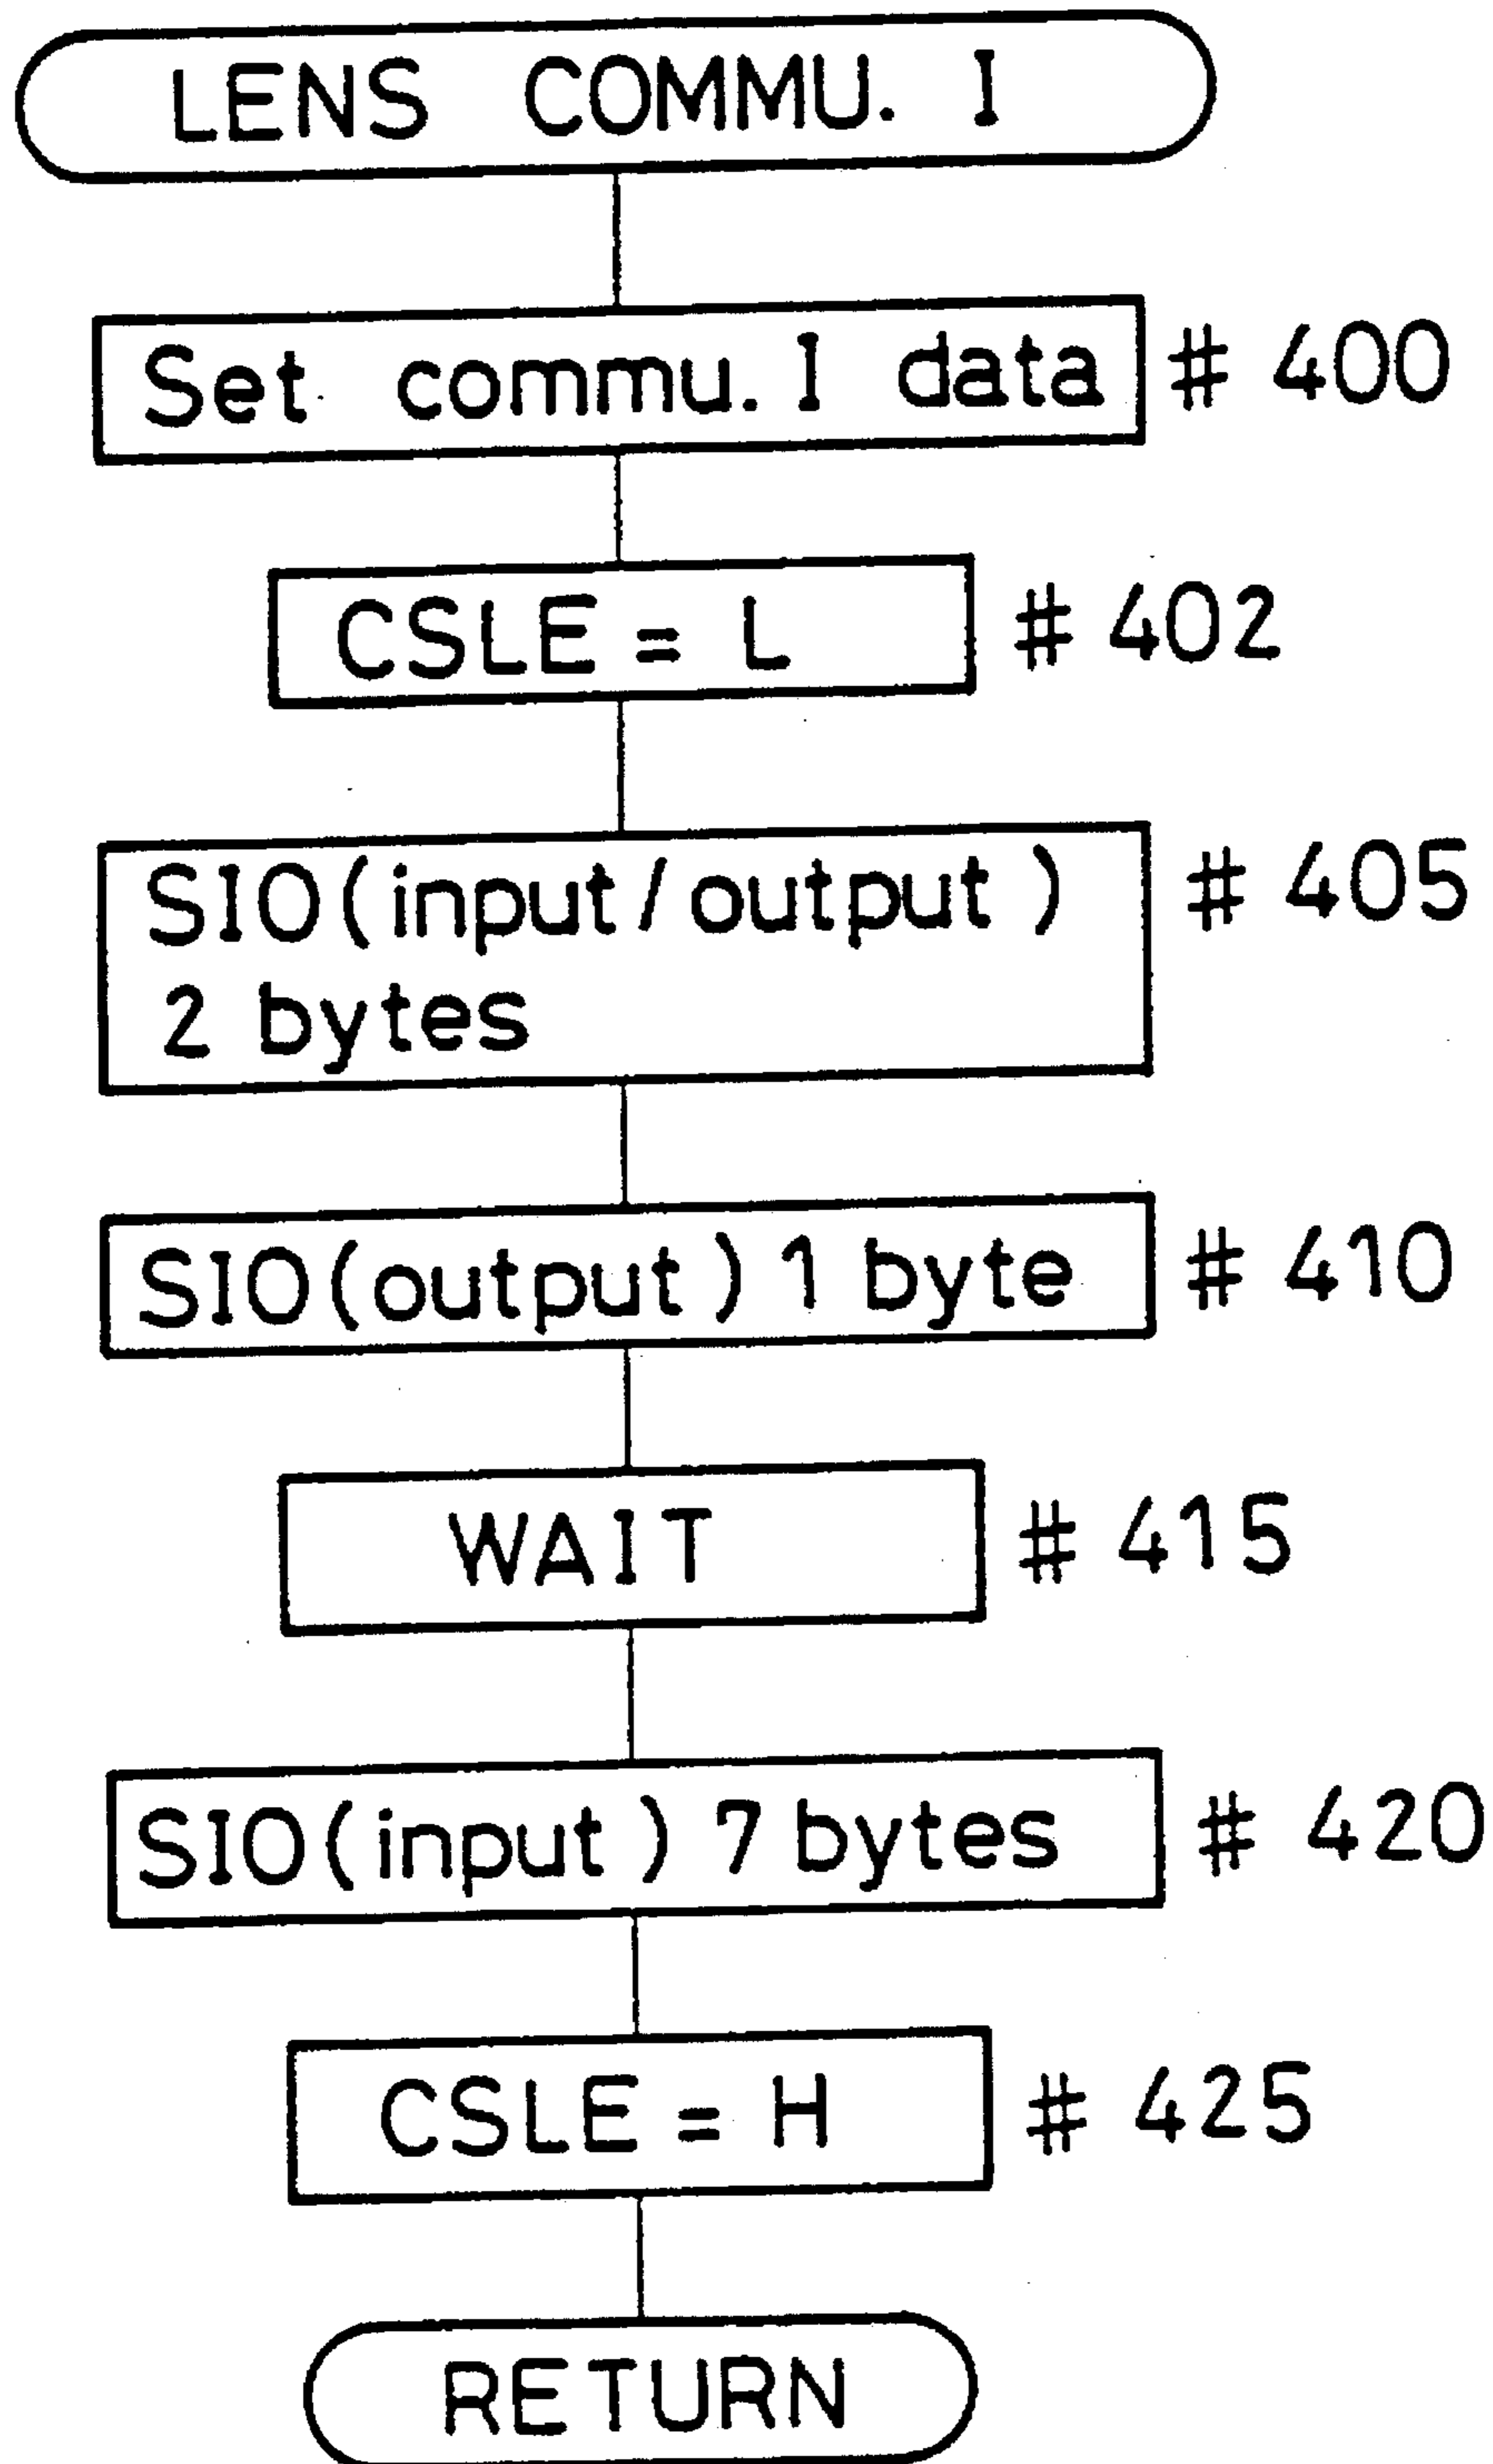 LENS COMMU. I
Set commu. I data # 400
CSLE = L # 402
SIO(input/output) # 405
2 bytes
SIO(output) 1 byte # 410
WAIT # 415
SIO(input) 7 bytes # 420
CSLE = H # 425
RETURN